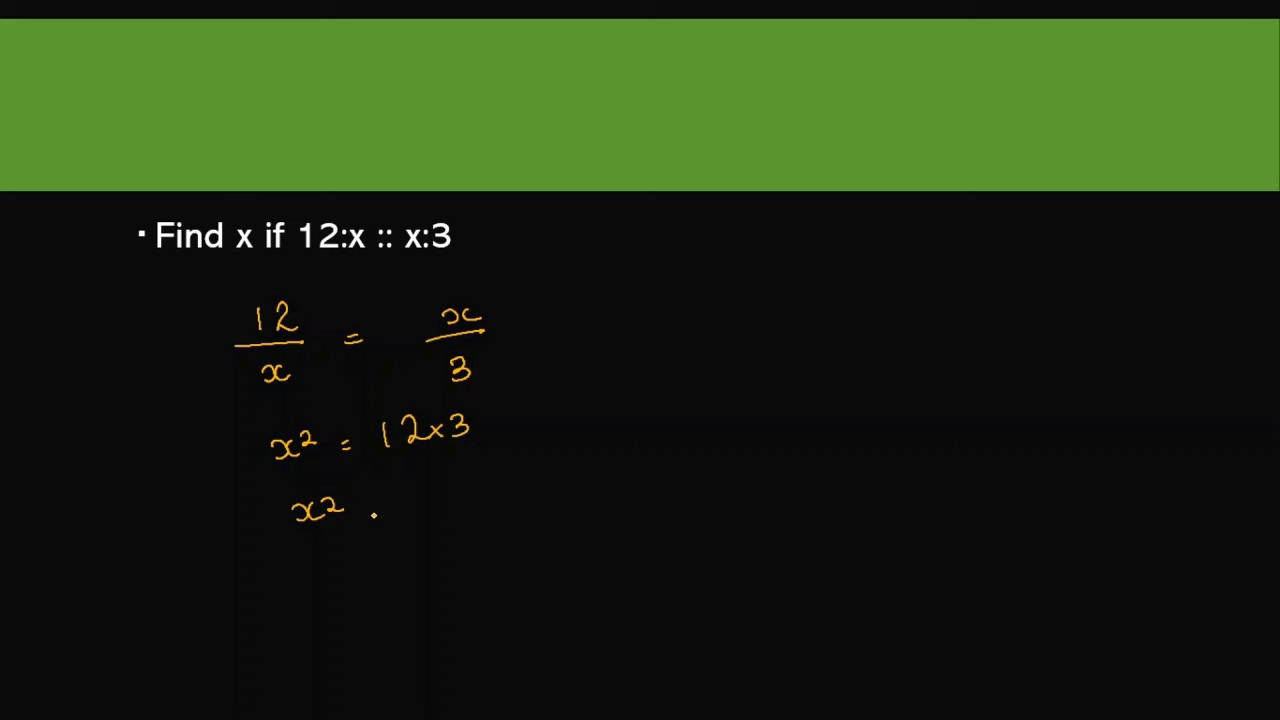 · Find x if 12:x :: x:3
12/x = x/3
x² = 12×3
x² .